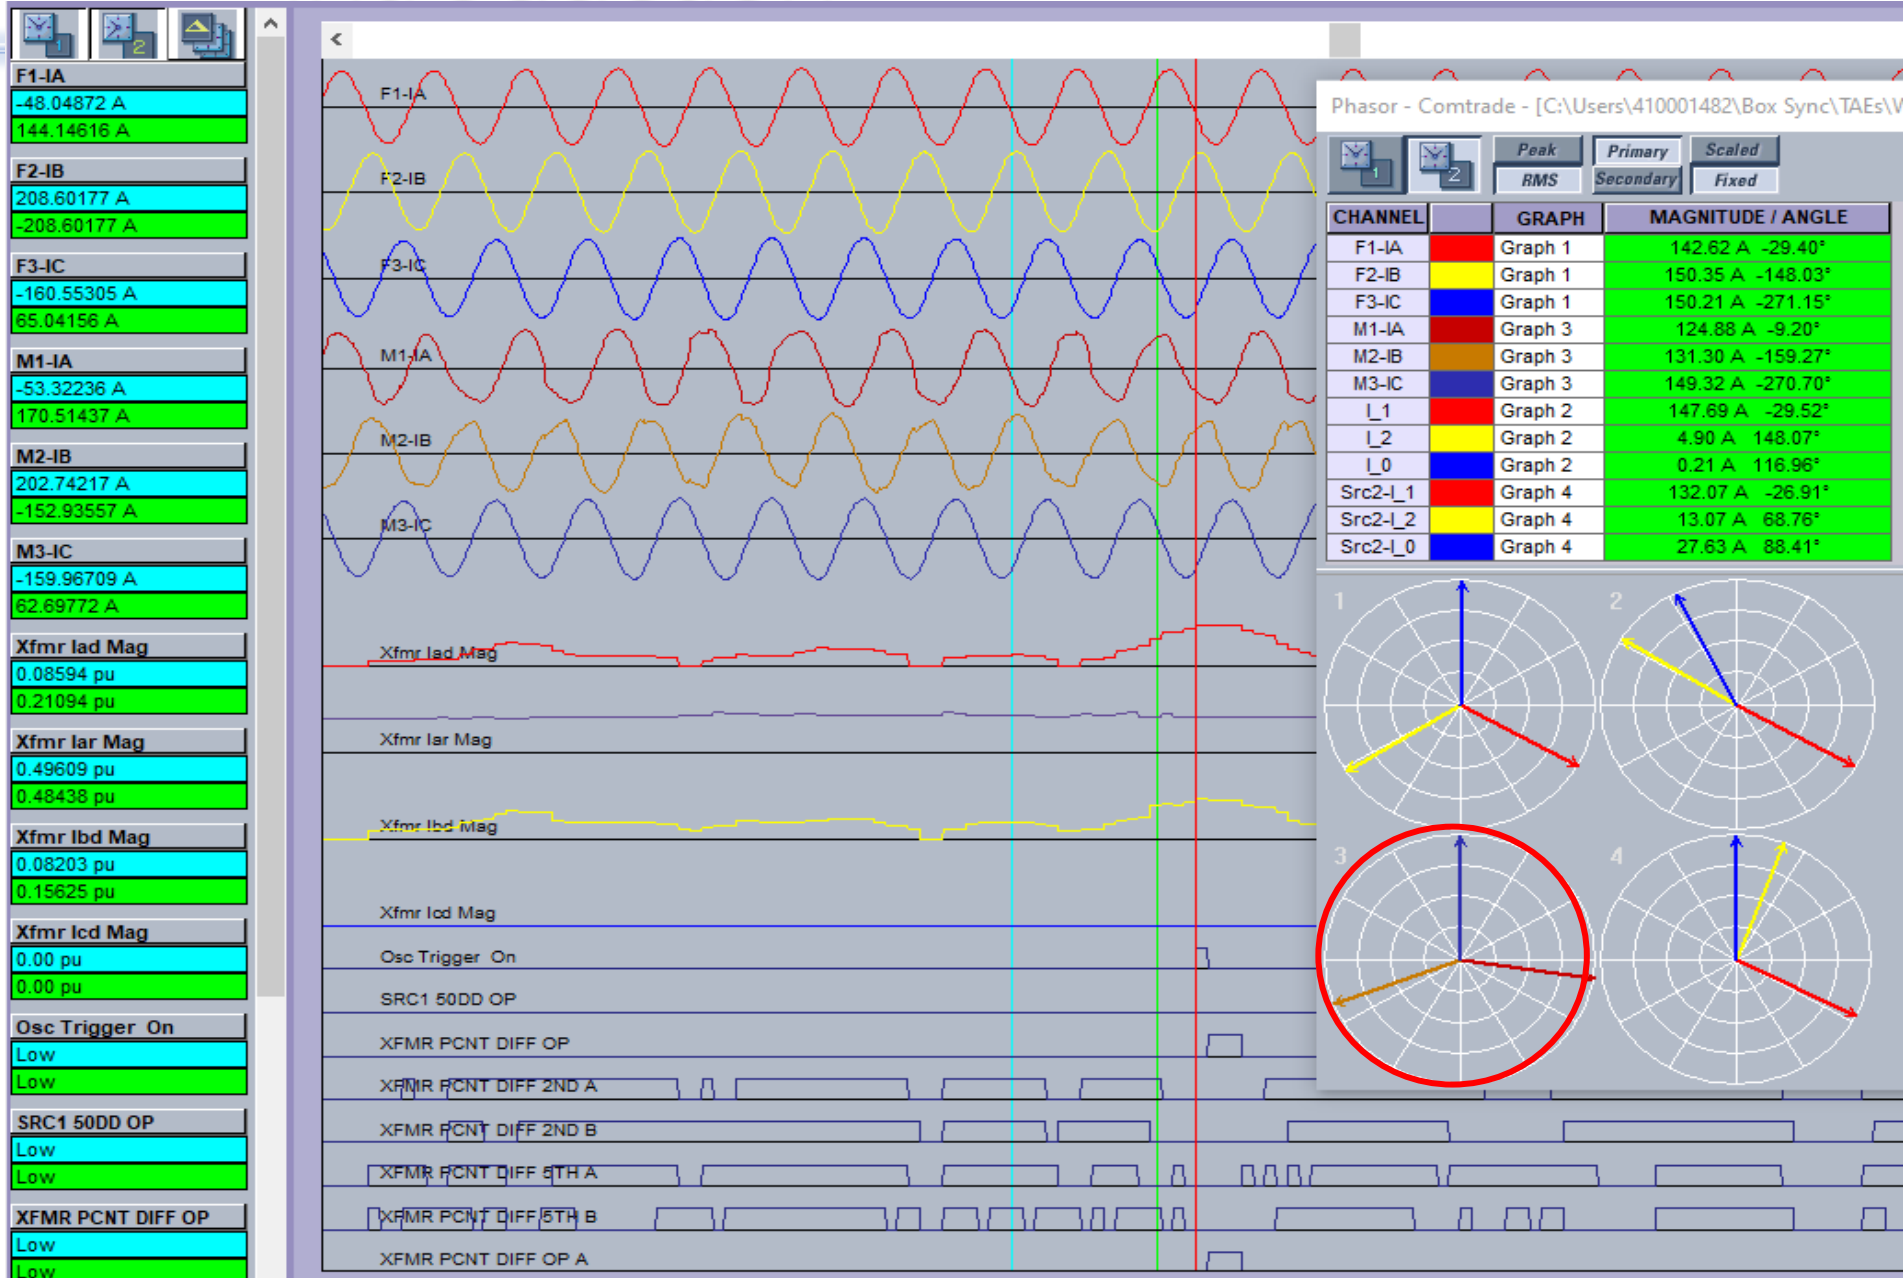 1
2
F1-IA
-48.04872 A
144.14616 A
F2-IB
208.60177 A
-208.60177 A
F3-IC
-160.55305 A
65.04156 A
M1-IA
-53.32236 A
170.51437 A
M2-IB
202.74217 A
-152.93557 A
M3-IC
-159.96709 A
62.69772 A
Xfmr Iad Mag
0.08594 pu
0.21094 pu
Xfmr Iar Mag
0.49609 pu
0.48438 pu
Xfmr Ibd Mag
0.08203 pu
0.15625 pu
Xfmr Icd Mag
0.00 pu
0.00 pu
Osc Trigger On
Low
Low
SRC1 50DD OP
Low
Low
XFMR PCNT DIFF OP
Low
Low
F1-IA
F2-IB
F3-IC
M1-IA
M2-IB
M3-IC
Xfmr Iad Mag
Xfmr Iar Mag
Xfmr Ibd Mag
Xfmr Icd Mag
Osc Trigger On
SRC1 50DD OP
XFMR PCNT DIFF OP
XFMR PCNT DIFF 2ND A
XFMR PCNT DIFF 2ND B
XFMR PCNT DIFF 5TH A
XFMR PCNT DIFF 5TH B
XFMR PCNT DIFF OP A
Phasor - Comtrade - [C:\Users\410001482\Box Sync\TAEs\
1 2 Peak Primary Scaled
RMS Secondary Fixed
CHANNEL GRAPH MAGNITUDE / ANGLE
F1-IA Graph 1 142.62 A -29.40°
F2-IB Graph 1 150.35 A -148.03°
F3-IC Graph 1 150.21 A -271.15°
M1-IA Graph 3 124.88 A -9.20°
M2-IB Graph 3 131.30 A -159.27°
M3-IC Graph 3 149.32 A -270.70°
I_1 Graph 2 147.69 A -29.52°
I_2 Graph 2 4.90 A 148.07°
I_0 Graph 2 0.21 A 116.96°
Src2-I_1 Graph 4 132.07 A -26.91°
Src2-I_2 Graph 4 13.07 A 68.76°
Src2-I_0 Graph 4 27.63 A 88.41°
1 2
3 4